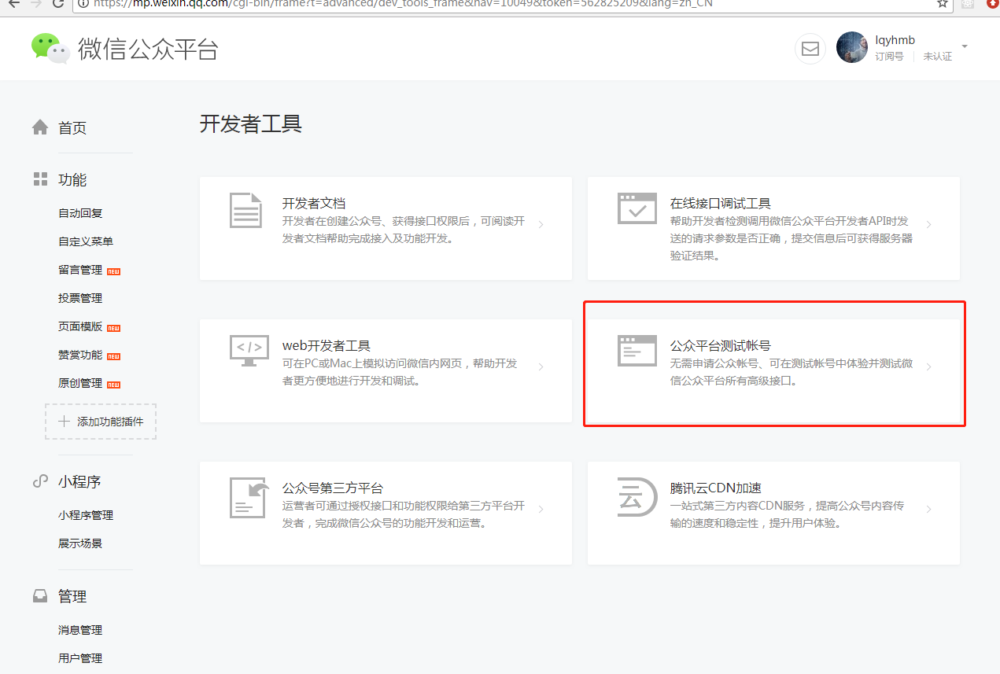 https://mp.weixin.qq.com/cgi-bin/frame?t=advanced/dev_tools_frame&nav=10049&token=562825209&lang=zh_CN
微信公众平台
lqyhmb
订阅号 未认证
首页
功能
自动回复
自定义菜单
留言管理 NEW
投票管理
页面模版 NEW
赞赏功能 NEW
原创管理 NEW
添加功能插件
小程序
小程序管理
展示场景
管理
消息管理
用户管理
开发者工具
开发者文档
开发者在创建公众号、获得接口权限后，可阅读开
发者文档帮助完成接入及功能开发。
在线接口调试工具
帮助开发者检测调用微信公众平台开发者API时发
送的请求参数是否正确，提交信息后可获得服务器
验证结果。
web开发者工具
可在PC或Mac上模拟访问微信内网页，帮助开发
者更方便地进行开发和调试。
公众平台测试帐号
无需申请公众帐号、可在测试帐号中体验并测试微
信公众平台所有高级接口。
公众号第三方平台
运营者可通过授权接口和功能权限给第三方平台开
发者，完成微信公众号的功能开发和运营。
云
腾讯云CDN加速
一站式第三方内容CDN服务，提高公众号内容传
输的速度和稳定性，提升用户体验。